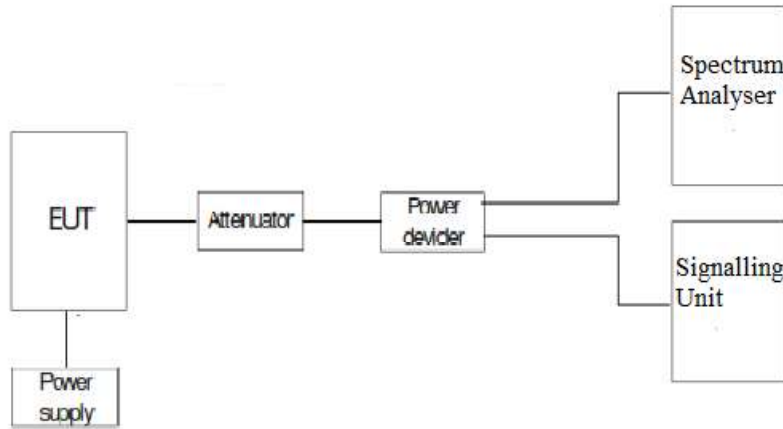 EUT
Attenuator
Power
devider
Spectrum
Analyser
Signalling
Unit
Power
supply